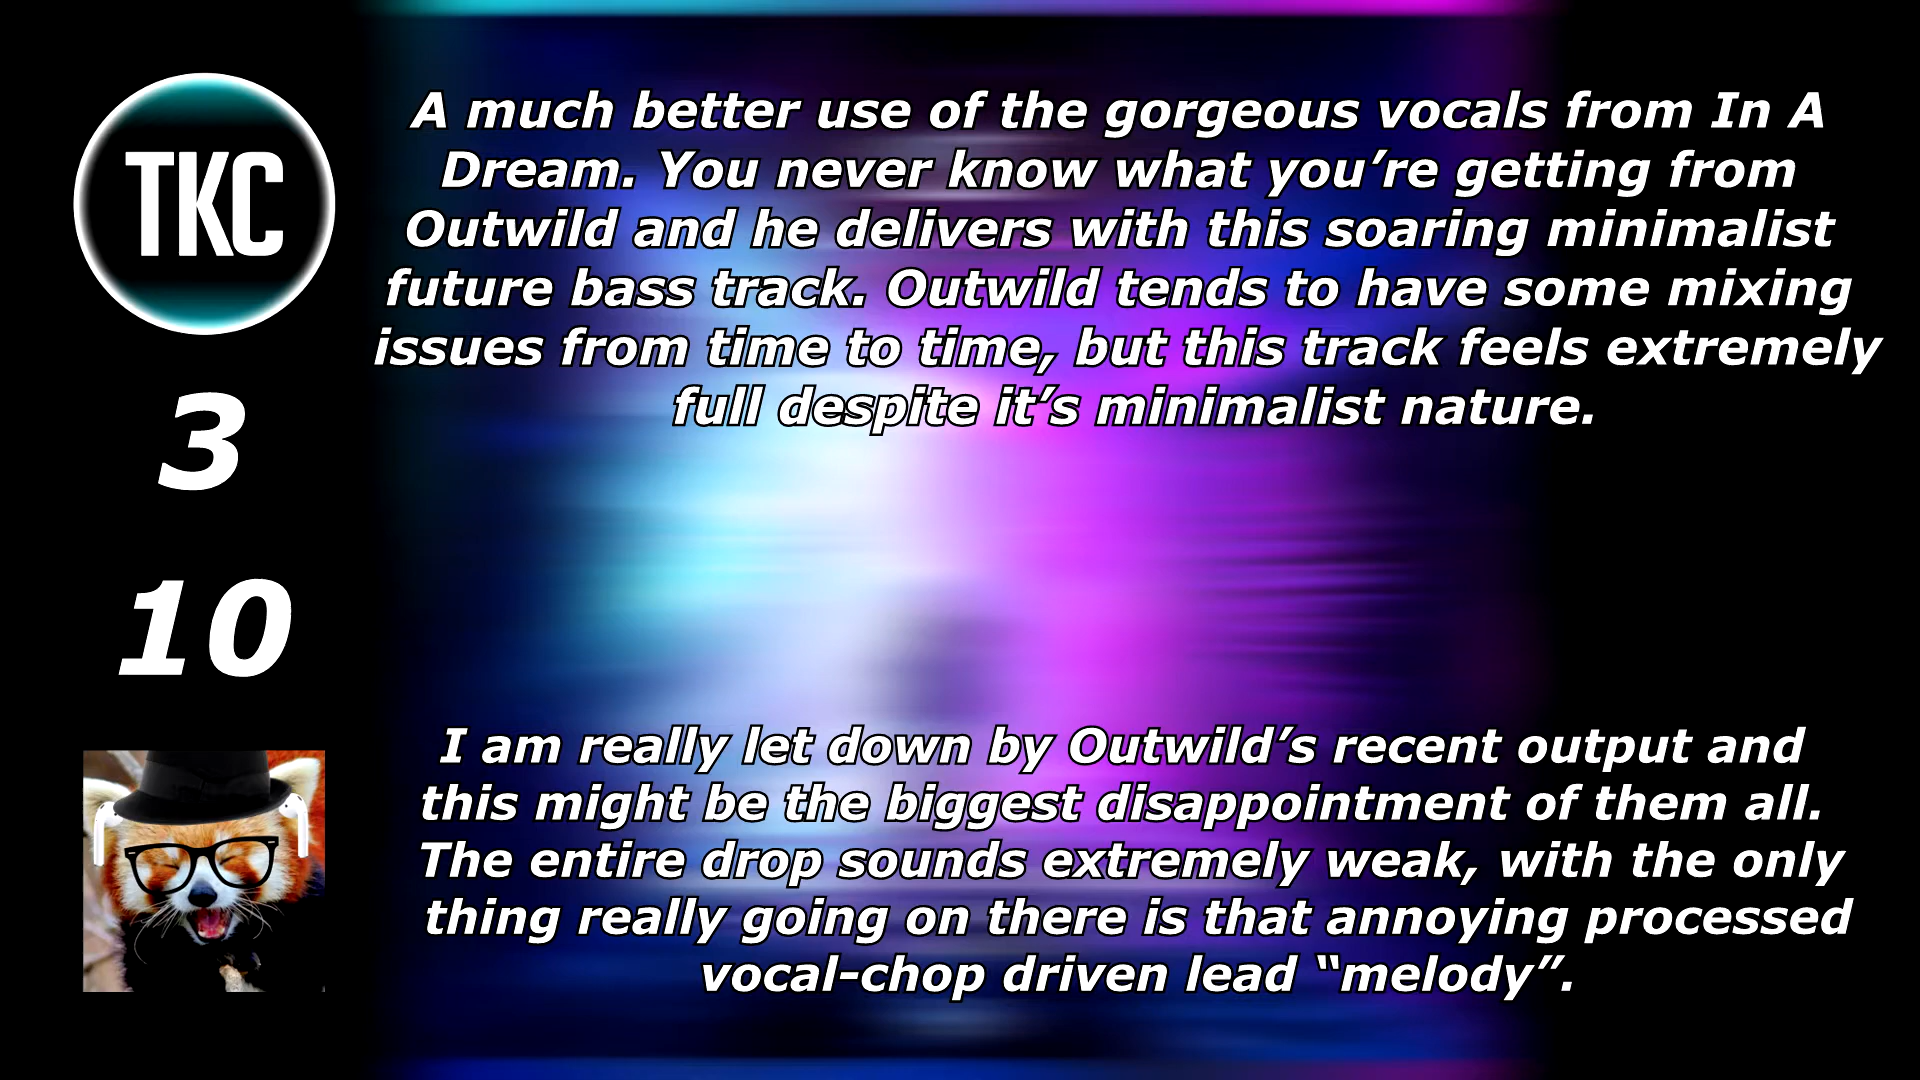 TKC
A much better use of the gorgeous vocals from In A
Dream. You never know what you’re getting from
Outwild and he delivers with this soaring minimalist
future bass track. Outwild tends to have some mixing
issues from time to time, but this track feels extremely
full despite it’s minimalist nature.
3
10
I am really let down by Outwild’s recent output and
this might be the biggest disappointment of them all.
The entire drop sounds extremely weak, with the only
thing really going on there is that annoying processed
vocal-chop driven lead “melody”.